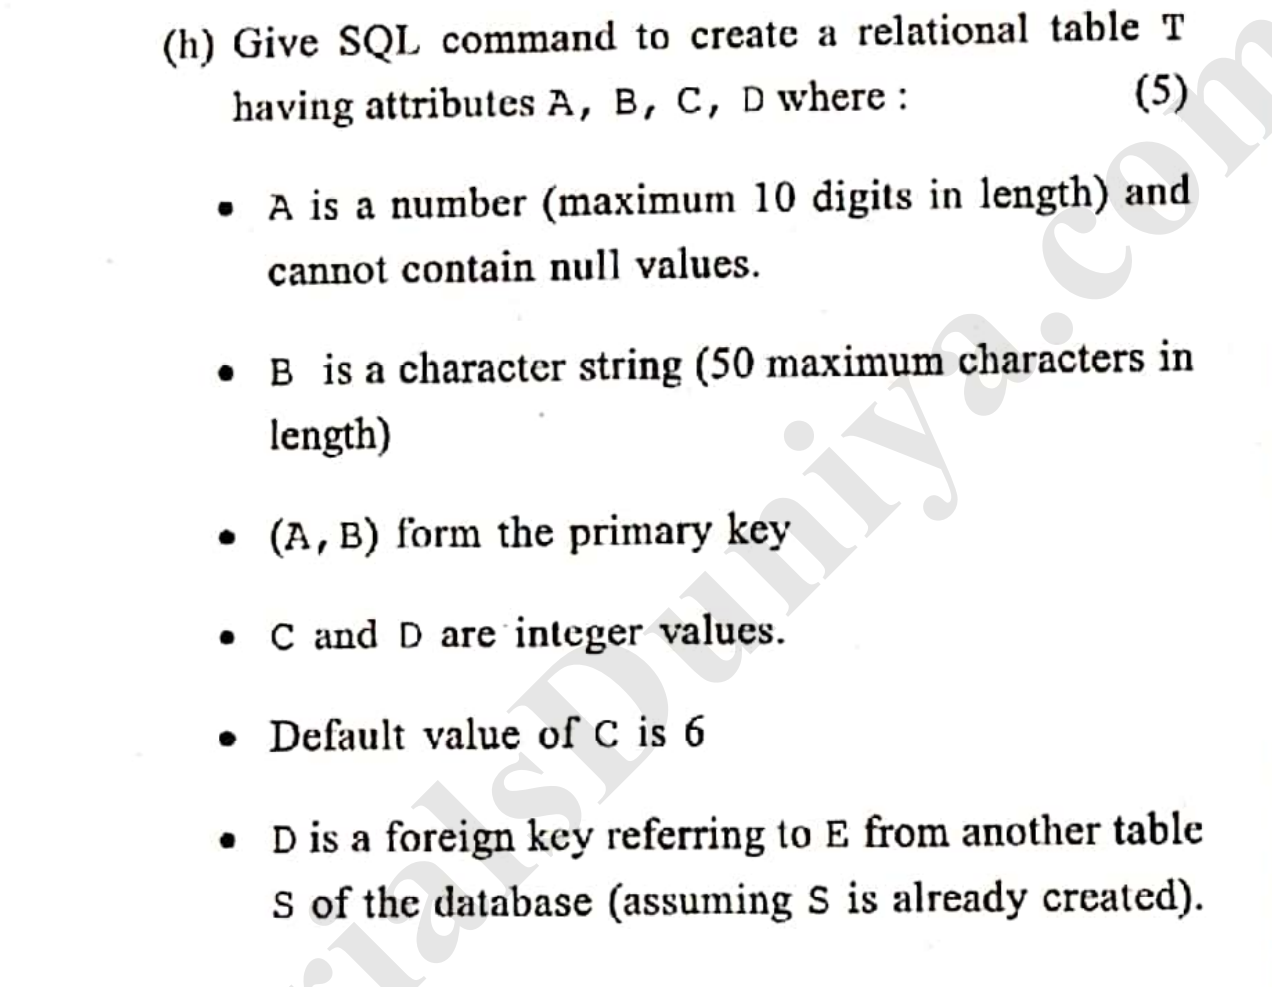 (h) Give SQL command to create a relational table T
having attributes A, B, C, D where : (5)
• A is a number (maximum 10 digits in length) and
cannot contain null values.
• B is a character string (50 maximum characters in
length)
• (A, B) form the primary key
• C and D are integer values.
• Default value of C is 6
• D is a foreign key referring to E from another table
S of the database (assuming S is already created).
ialsDuniya.com